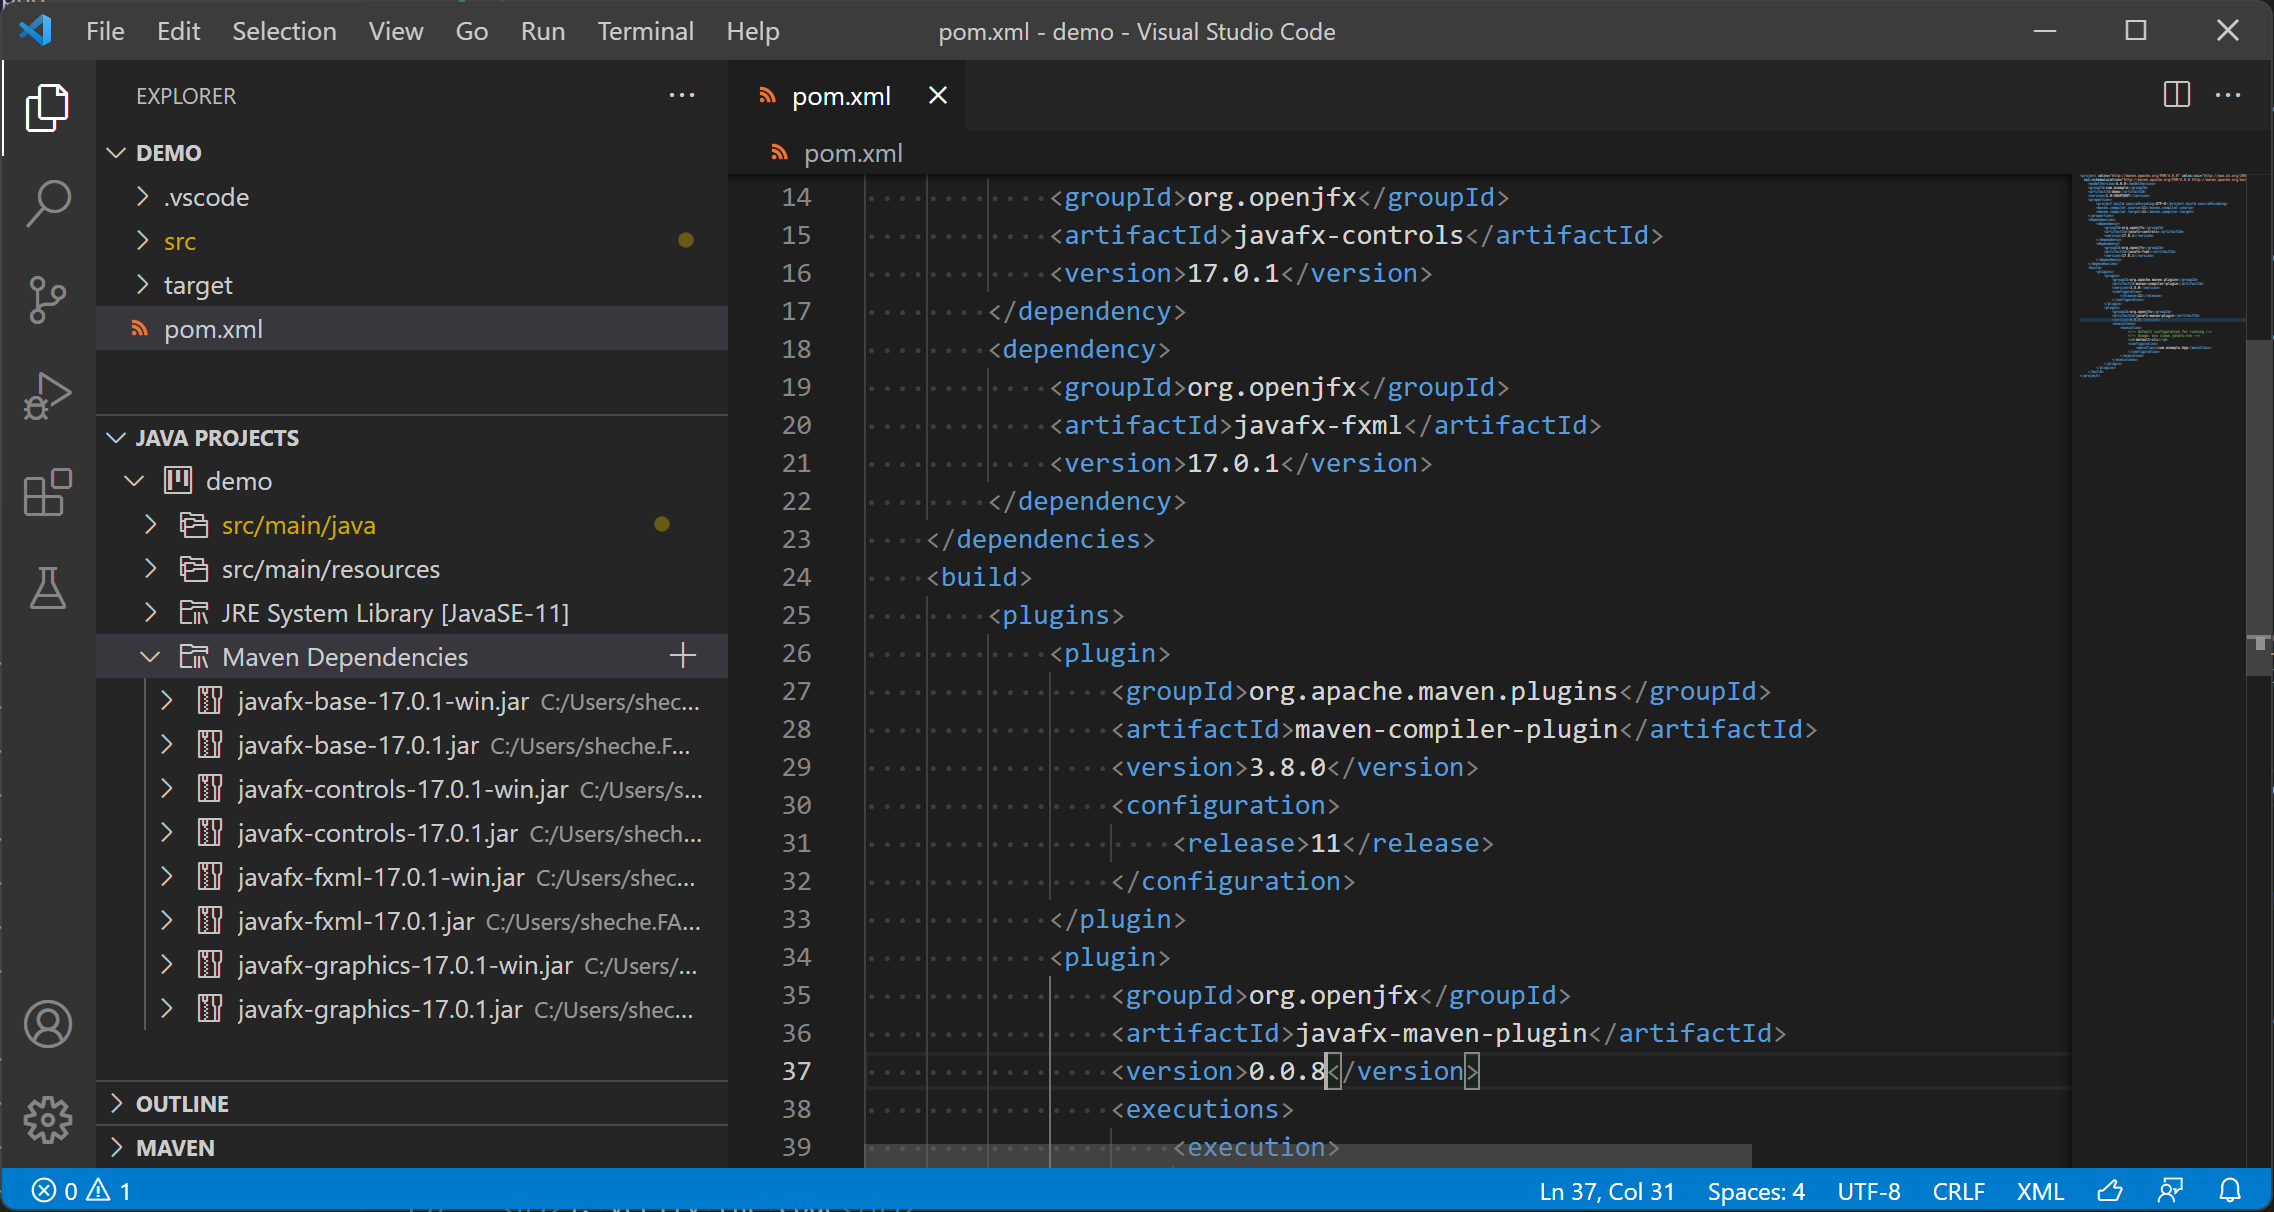 File Edit Selection View Go Run Terminal Help pom.xml - demo - Visual Studio Code
EXPLORER
DEMO
.vscode
src
target
pom.xml
JAVA PROJECTS
demo
src/main/java
src/main/resources
JRE System Library [JavaSE-11]
Maven Dependencies
javafx-base-17.0.1-win.jar C:/Users/shec...
javafx-base-17.0.1.jar C:/Users/sheche.F...
javafx-controls-17.0.1-win.jar C:/Users/s...
javafx-controls-17.0.1.jar C:/Users/shech...
javafx-fxml-17.0.1-win.jar C:/Users/shec...
javafx-fxml-17.0.1.jar C:/Users/sheche.FA...
javafx-graphics-17.0.1-win.jar C:/Users/...
javafx-graphics-17.0.1.jar C:/Users/shec...
OUTLINE
MAVEN
pom.xml
pom.xml
14 <groupId>org.openjfx</groupId>
15 <artifactId>javafx-controls</artifactId>
16 <version>17.0.1</version>
17 </dependency>
18 <dependency>
19 <groupId>org.openjfx</groupId>
20 <artifactId>javafx-fxml</artifactId>
21 <version>17.0.1</version>
22 </dependency>
23 </dependencies>
24 <build>
25 <plugins>
26 <plugin>
27 <groupId>org.apache.maven.plugins</groupId>
28 <artifactId>maven-compiler-plugin</artifactId>
29 <version>3.8.0</version>
30 <configuration>
31 <release>11</release>
32 </configuration>
33 </plugin>
34 <plugin>
35 <groupId>org.openjfx</groupId>
36 <artifactId>javafx-maven-plugin</artifactId>
37 <version>0.0.8</version>
38 <executions>
39 <execution>
0 1 Ln 37, Col 31 Spaces: 4 UTF-8 CRLF XML